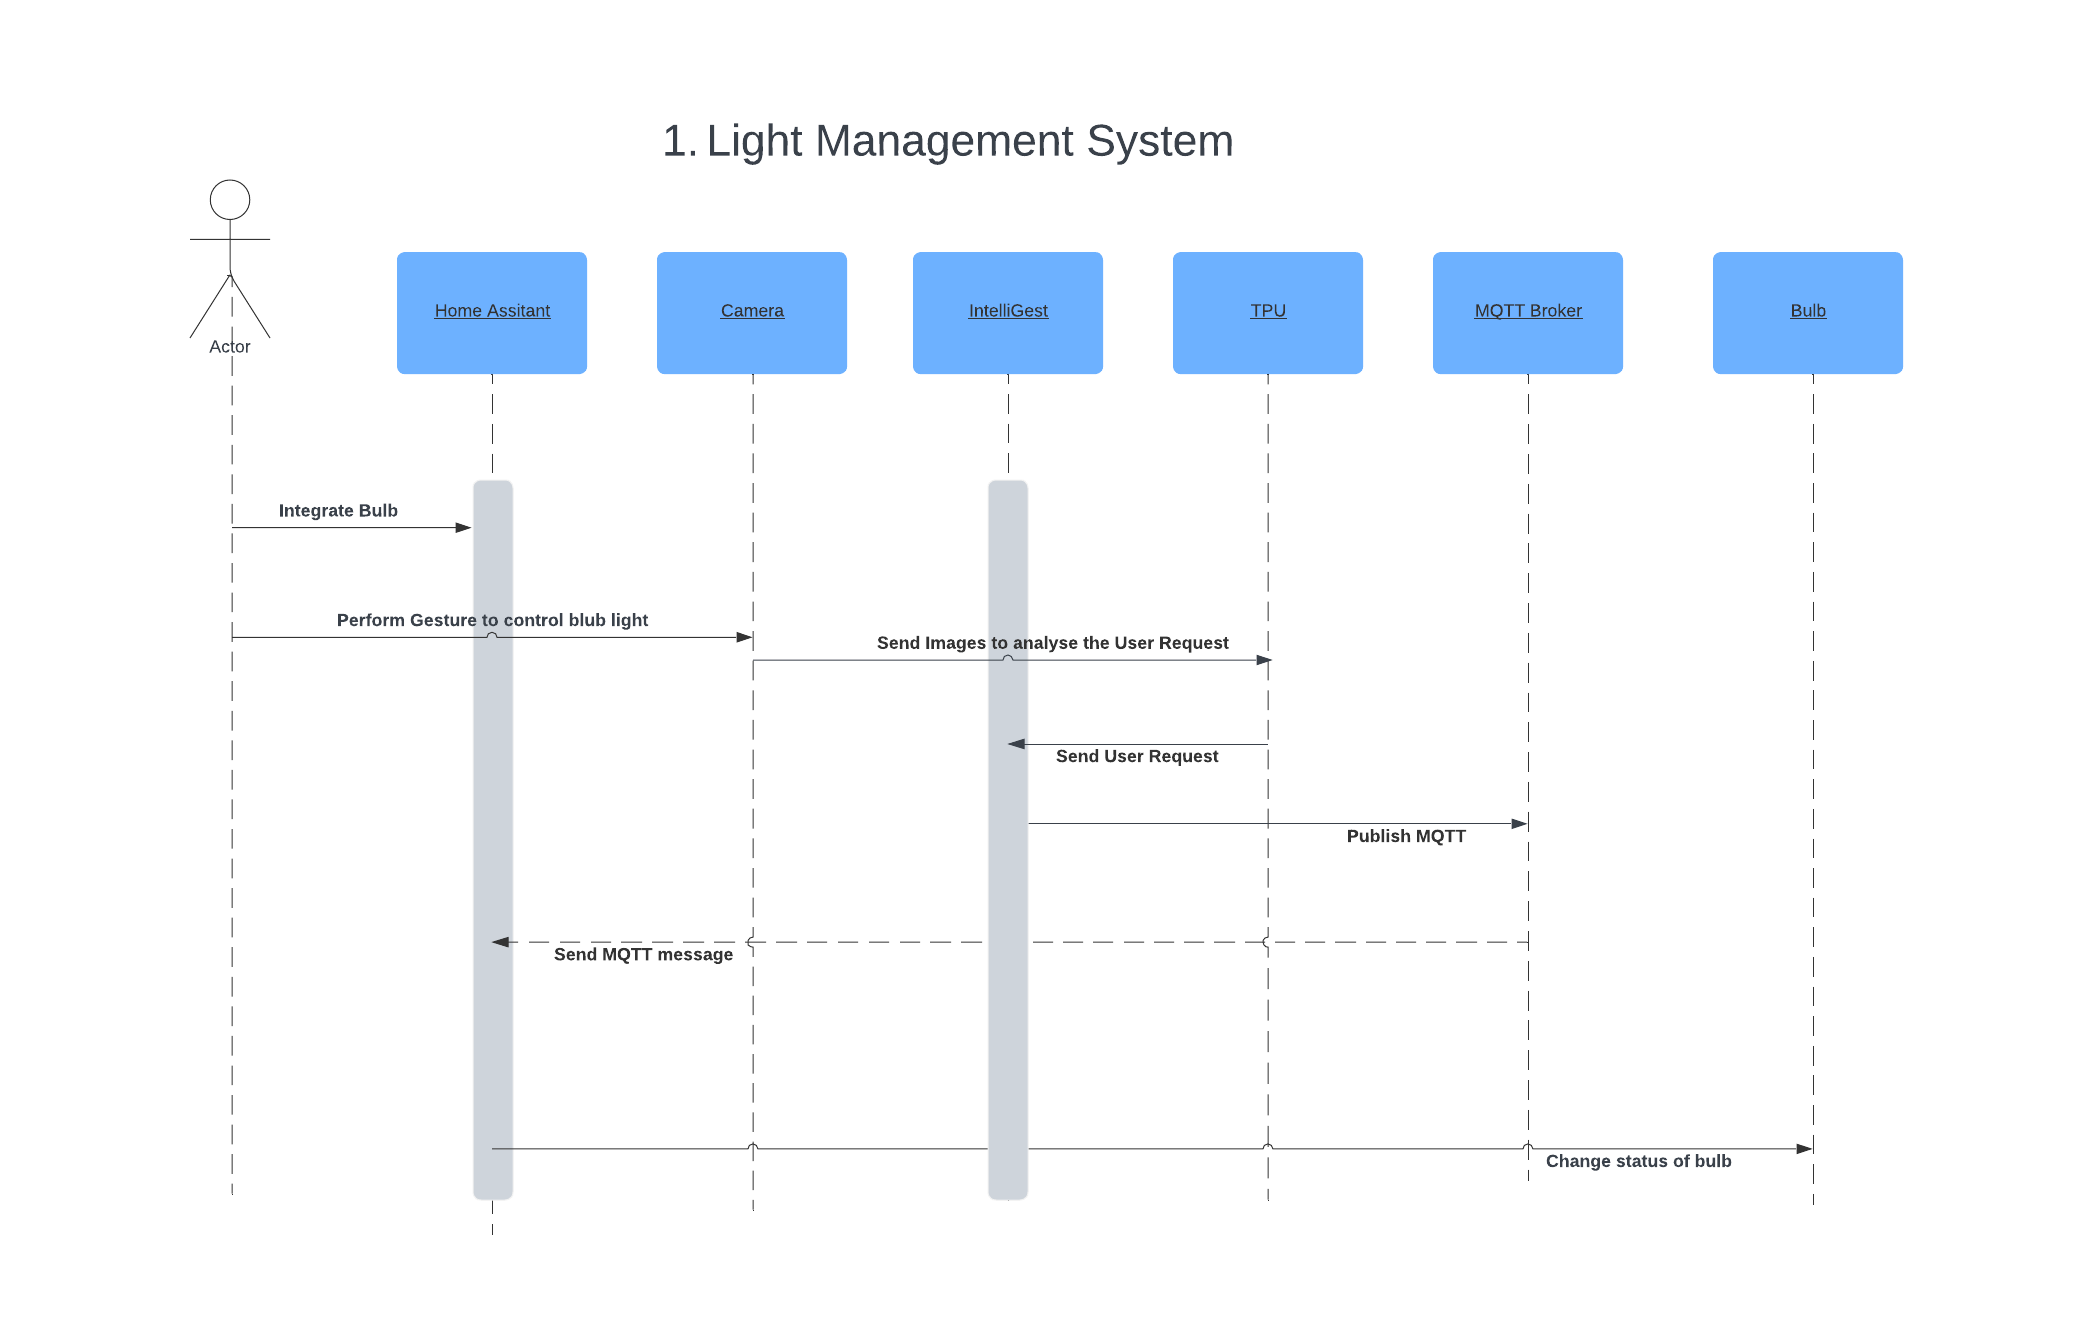 1. Light Management System
Actor
Home Assitant
Camera
IntelliGest
TPU
MQTT Broker
Bulb
Integrate Bulb
Perform Gesture to control blub light
Send Images to analyse the User Request
Send User Request
Publish MQTT
Send MQTT message
Change status of bulb